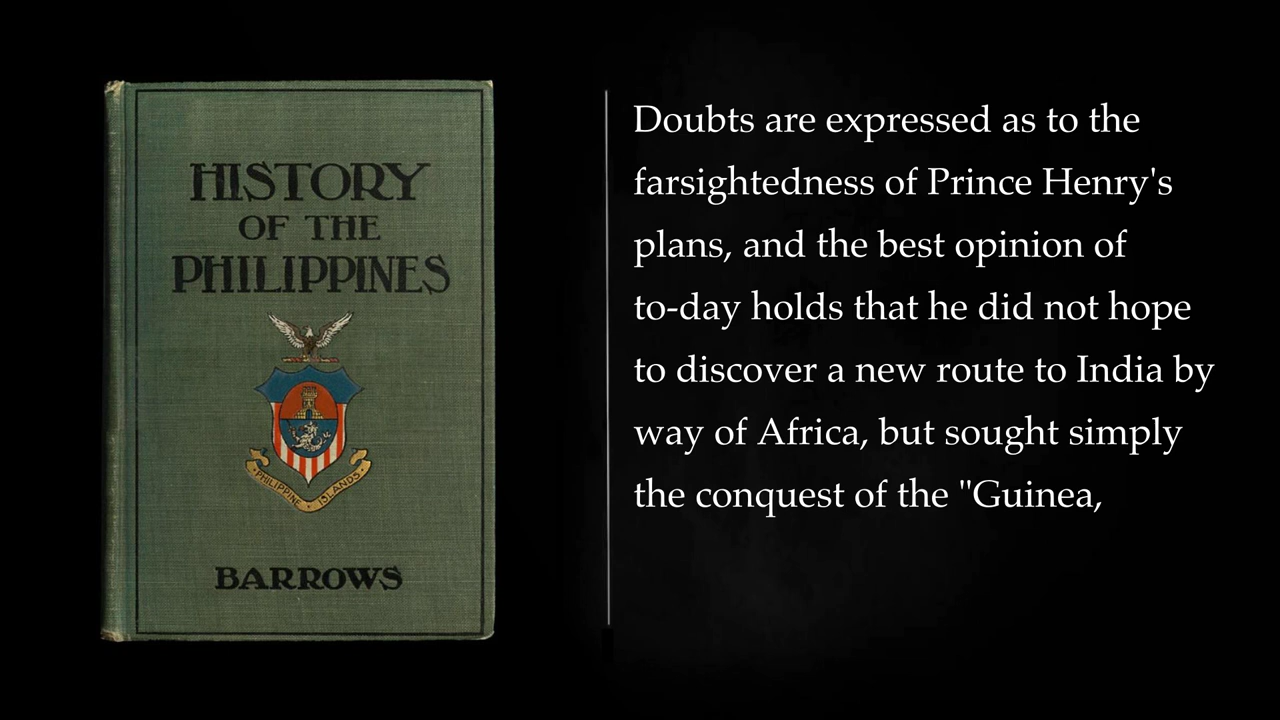 HISTORY
OF THE
PHILIPPINES
PHILIPPINE ISLANDS
BARROWS
Doubts are expressed as to the
farsightedness of Prince Henry's
plans, and the best opinion of
to-day holds that he did not hope
to discover a new route to India by
way of Africa, but sought simply
the conquest of the "Guinea,